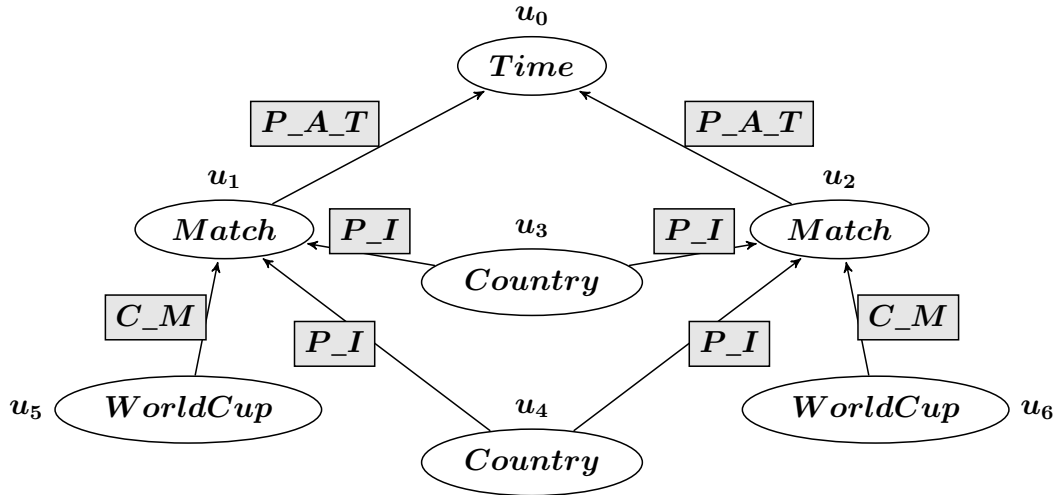 u0
Time
P_A_T P_A_T
u1 u2
Match P_I u3 P_I Match
Country
C_M P_I P_I C_M
u5 WorldCup u4 WorldCup u6
Country